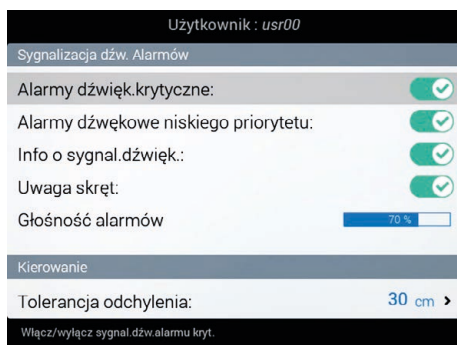 Użytkownik : usr00
Sygnalizacja dźw. Alarmów
Alarmy dźwięk.krytyczne:
Alarmy dźwękowe niskiego priorytetu:
Info o sygnal.dźwięk.:
Uwaga skręt:
Głośność alarmów 70 %
Kierowanie
Tolerancja odchylenia: 30 cm >
Włącz/wyłącz sygnal.dźw.alarmu kryt.